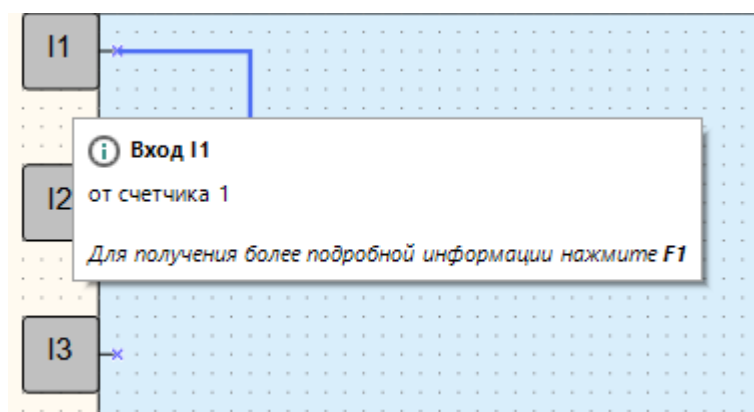 I1
Вход I1
I2
от счетчика 1
Для получения более подробной информации нажмите F1
I3